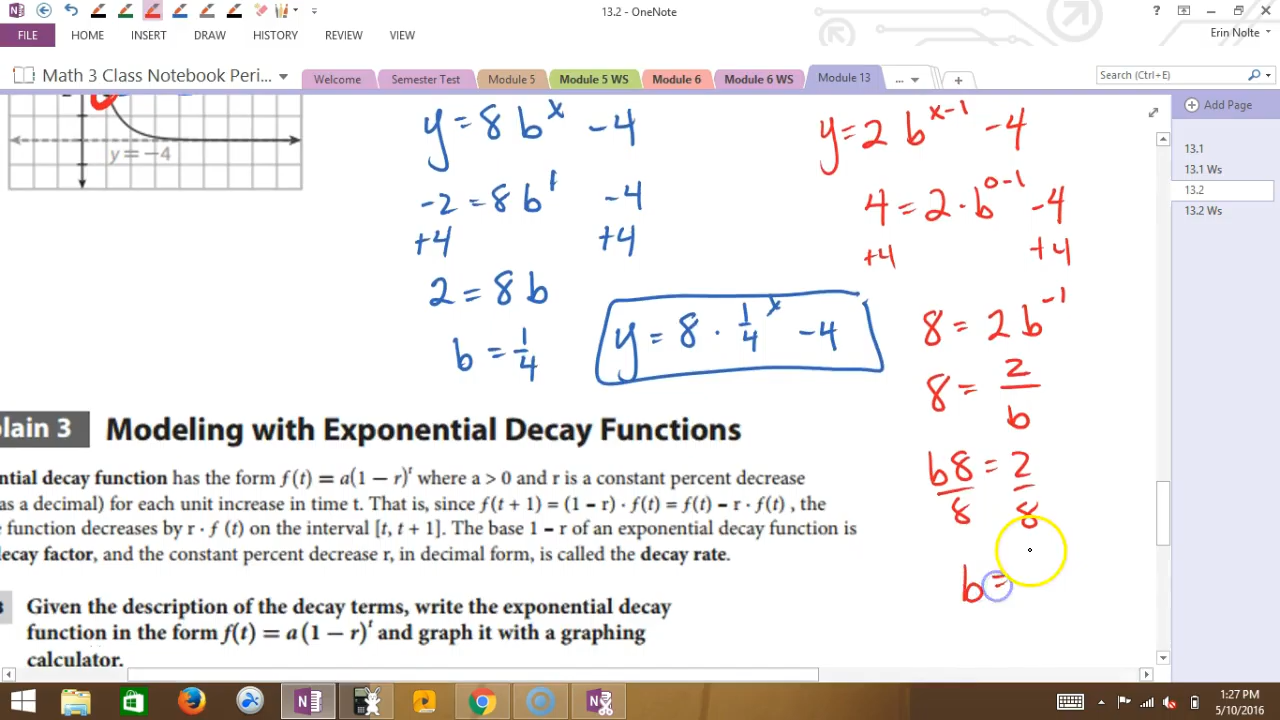 13.2 - OneNote
FILE HOME INSERT DRAW HISTORY REVIEW VIEW
Erin Nolte
Math 3 Class Notebook Peri...
Welcome Semester Test Module 5 Module 5 WS Module 6 Module 6 WS Module 13 ...
Search (Ctrl+E)
Add Page
13.1
13.1 Ws
13.2
13.2 Ws
y = -4
y = 8 b^x - 4
-2 = 8 b^1 - 4
+4 +4
2 = 8 b
b = 1/4
y = 8 · 1/4^x - 4
y = 2 b^x-1 - 4
4 = 2 · b^0-1 - 4
+4 +4
8 = 2 b^-1
8 = 2/b
b8/8 = 2/8
b =
lain 3 Modeling with Exponential Decay Functions
ntial decay function has the form f(t) = a(1 − r)^t where a > 0 and r is a constant percent decrease
as a decimal) for each unit increase in time t. That is, since f(t + 1) = (1 − r) · f(t) = f(t) − r · f(t), the
function decreases by r · f (t) on the interval [t, t + 1]. The base 1 − r of an exponential decay function is
decay factor, and the constant percent decrease r, in decimal form, is called the decay rate.
Given the description of the decay terms, write the exponential decay
function in the form f(t) = a(1 − r)^t and graph it with a graphing
calculator.
1:27 PM
5/10/2016